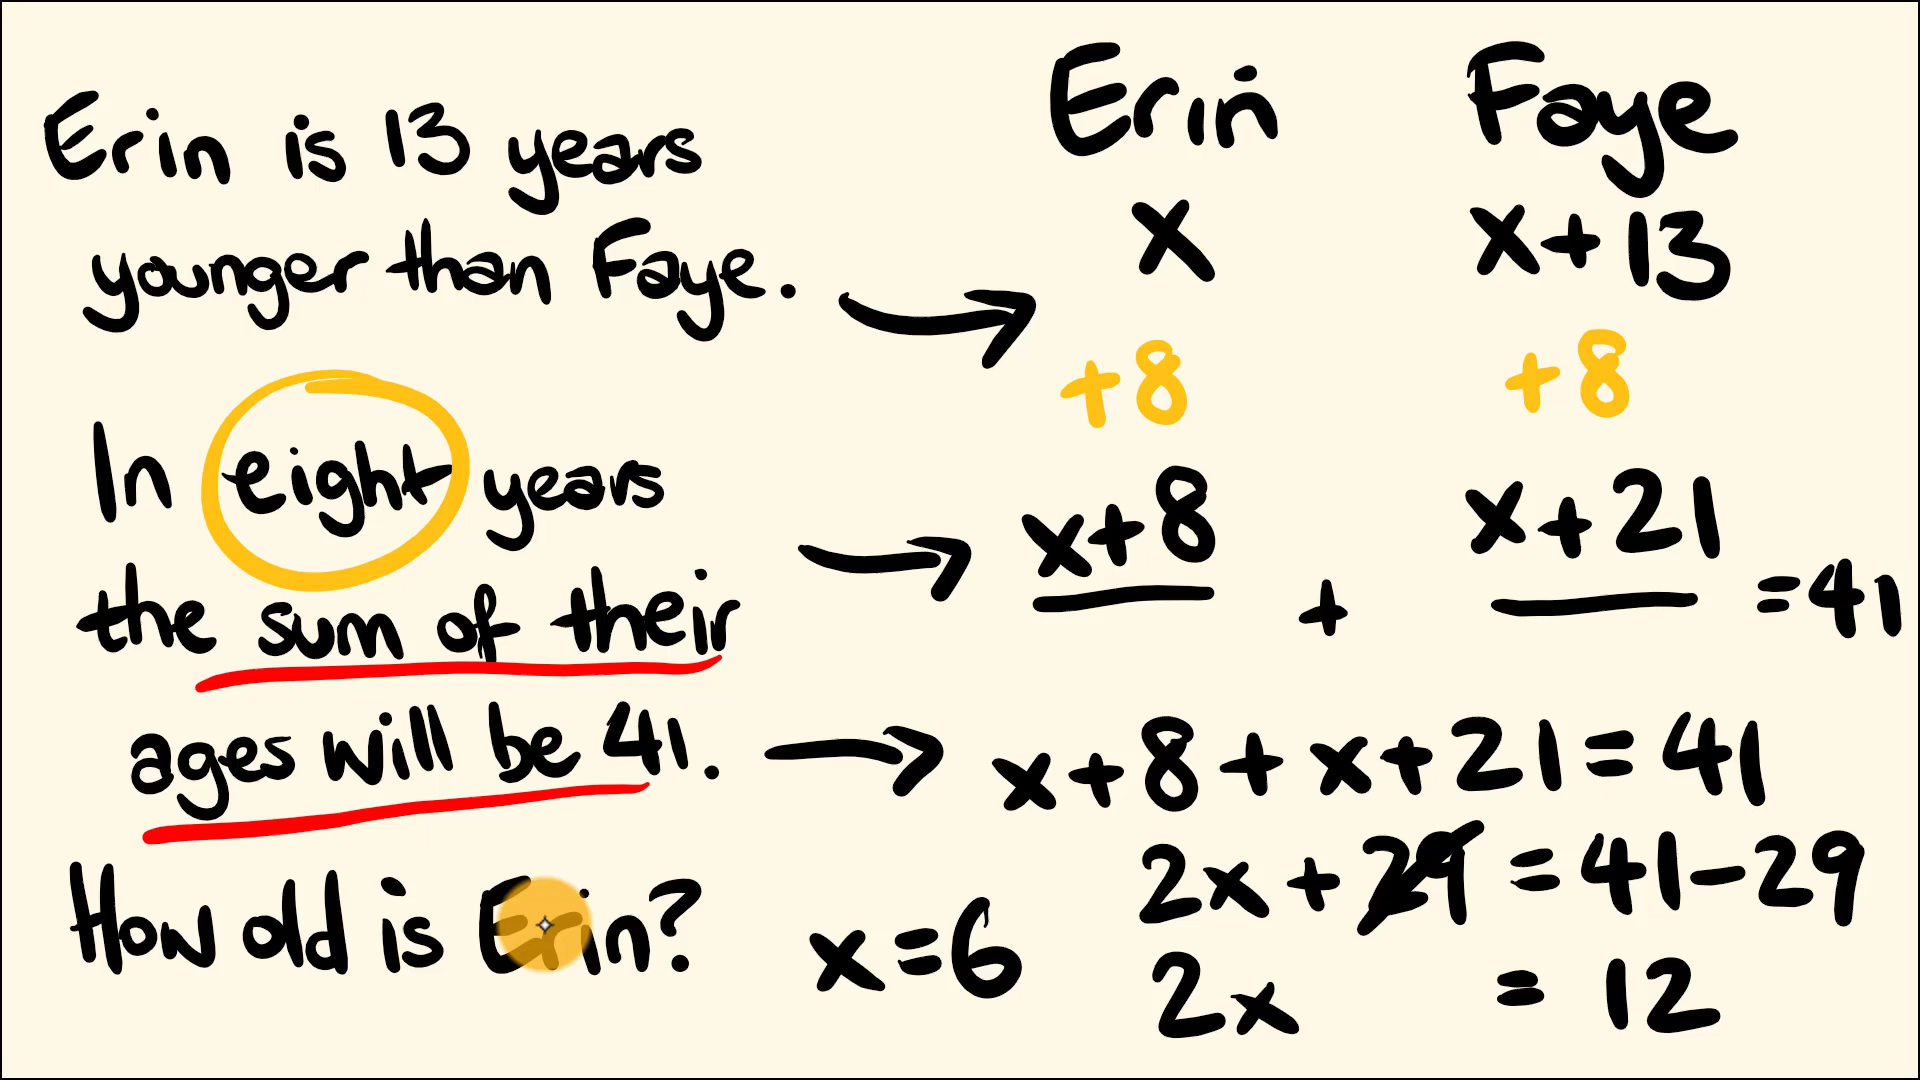 Erin is 13 years
younger than Faye.
In eight years
the sum of their
ages will be 41.
How old is Erin?
Erin Faye
x x+13
+8 +8
x+8 + x+21 =41
x+8+x+21=41
2x+29 =41-29
2x = 12
x=6